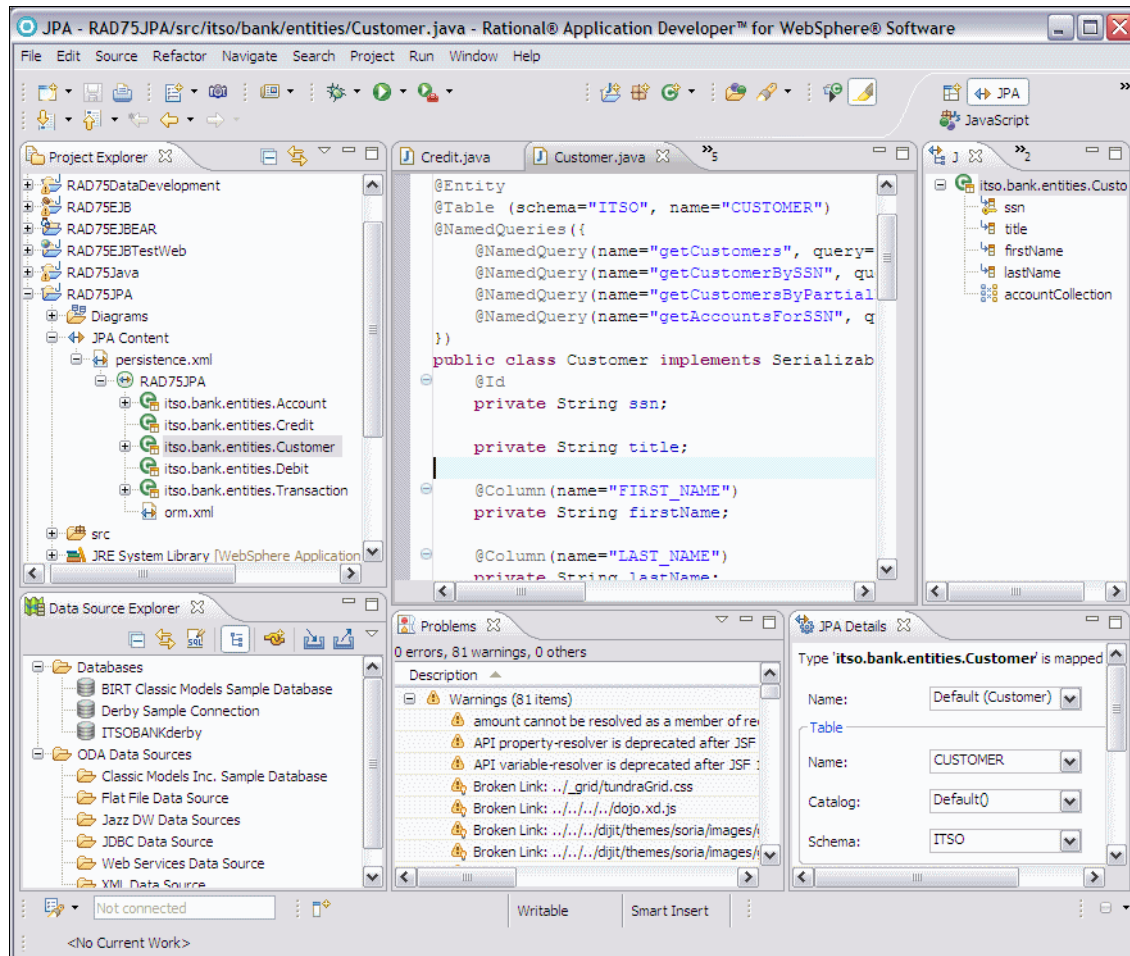 JPA - RAD75JPA/src/itso/bank/entities/Customer.java - Rational® Application Developer™ for WebSphere® Software
File Edit Source Refactor Navigate Search Project Run Window Help
JPA
JavaScript
Project Explorer
RAD75DataDevelopment
RAD75EJB
RAD75EJBEAR
RAD75EJBTestWeb
RAD75Java
RAD75JPA
Diagrams
JPA Content
persistence.xml
RAD75JPA
itso.bank.entities.Account
itso.bank.entities.Credit
itso.bank.entities.Customer
itso.bank.entities.Debit
itso.bank.entities.Transaction
orm.xml
src
JRE System Library [WebSphere Application
Credit.java Customer.java »5
@Entity
@Table (schema="ITSO", name="CUSTOMER")
@NamedQueries({
@NamedQuery(name="getCustomers", query=
@NamedQuery(name="getCustomerBySSN", qu
@NamedQuery(name="getCustomersByPartial
@NamedQuery(name="getAccountsForSSN", q
})
public class Customer implements Serializab
@Id
private String ssn;
private String title;
@Column(name="FIRST_NAME")
private String firstName;
@Column(name="LAST_NAME")
private String lastName;
J »2
itso.bank.entities.Custo
ssn
title
firstName
lastName
accountCollection
Data Source Explorer
Databases
BIRT Classic Models Sample Database
Derby Sample Connection
ITSOBANKderby
ODA Data Sources
Classic Models Inc. Sample Database
Flat File Data Source
Jazz DW Data Sources
JDBC Data Source
Web Services Data Source
XML Data Source
Problems
0 errors, 81 warnings, 0 others
Description
Warnings (81 items)
amount cannot be resolved as a member of re
API property-resolver is deprecated after JSF
API variable-resolver is deprecated after JSF 1
Broken Link: ../_grid/tundraGrid.css
Broken Link: ../../../../dojo.xd.js
Broken Link: ../../../dijit/themes/soria/images/
Broken Link: ../../../dijit/themes/soria/images/
JPA Details
Type 'itso.bank.entities.Customer' is mapped
Name: Default (Customer)
Table
Name: CUSTOMER
Catalog: Default()
Schema: ITSO
Not connected
Writable Smart Insert
<No Current Work>